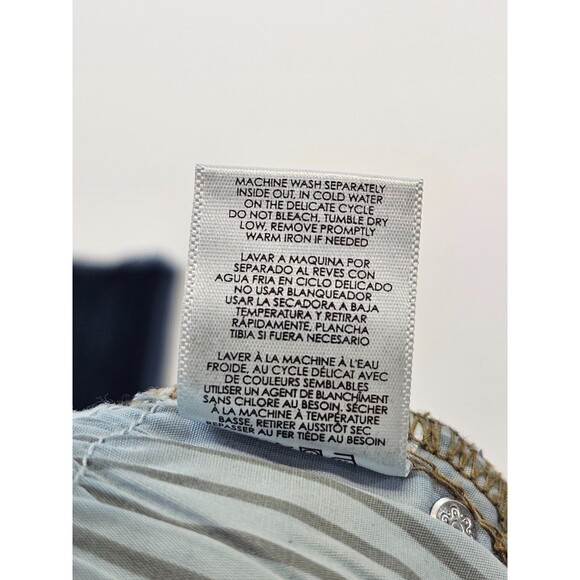 MACHINE WASH SEPARATELY
INSIDE OUT, IN COLD WATER
ON THE DELICATE CYCLE
DO NOT BLEACH, TUMBLE DRY
LOW, REMOVE PROMPTLY
WARM IRON IF NEEDED
LAVAR A MAQUINA POR
SEPARADO AL REVES CON
AGUA FRIA EN CICLO DELICADO
NO USAR BLANQUEADOR
USAR LA SECADORA A BAJA
TEMPERATURA Y RETIRAR
RÁPIDAMENTE, PLANCHA
TIBIA SI FUERA NECESARIO
LAVER À LA MACHINE À L'EAU
FROIDE, AU CYCLE DÉLICAT AVEC
DE COULEURS SEMBLABLES
UTILISER UN AGENT DE BLANCHÎMENT
SANS CHLORE AU BESOIN, SÉCHER
À LA MACHINE À TEMPÉRATURE
BASSE, RETIRER AUSSITÔT SEC
REPASSER AU FER TIÈDE AU BESOIN